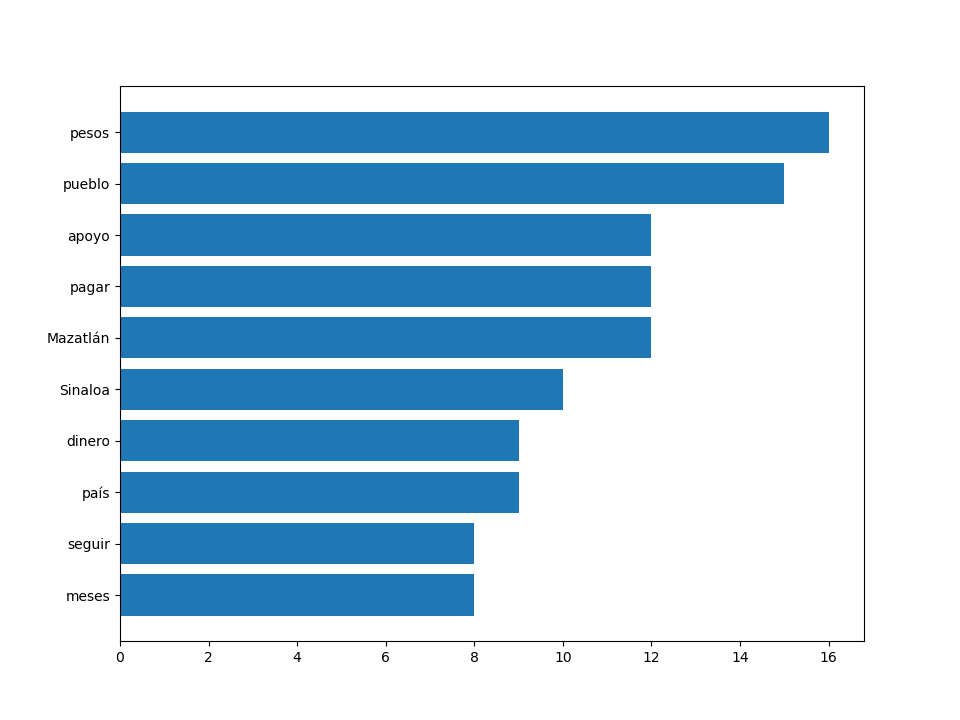 pesos
pueblo
apoyo
pagar
Mazatlán
Sinaloa
dinero
país
seguir
meses
0 2 4 6 8 10 12 14 16